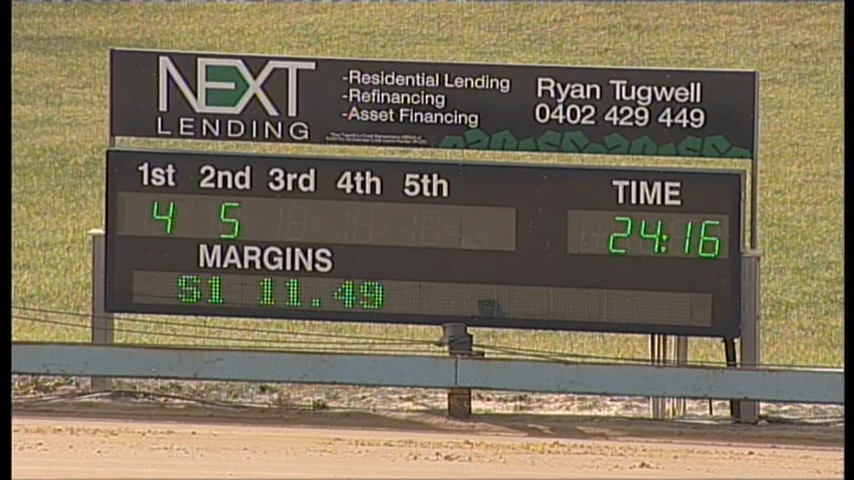 NEXT
LENDING
-Residential Lending
-Refinancing
-Asset Financing
Ryan Tugwell
0402 429 449
1st 2nd 3rd 4th 5th
4 5
TIME
24:16
MARGINS
S1 11.49